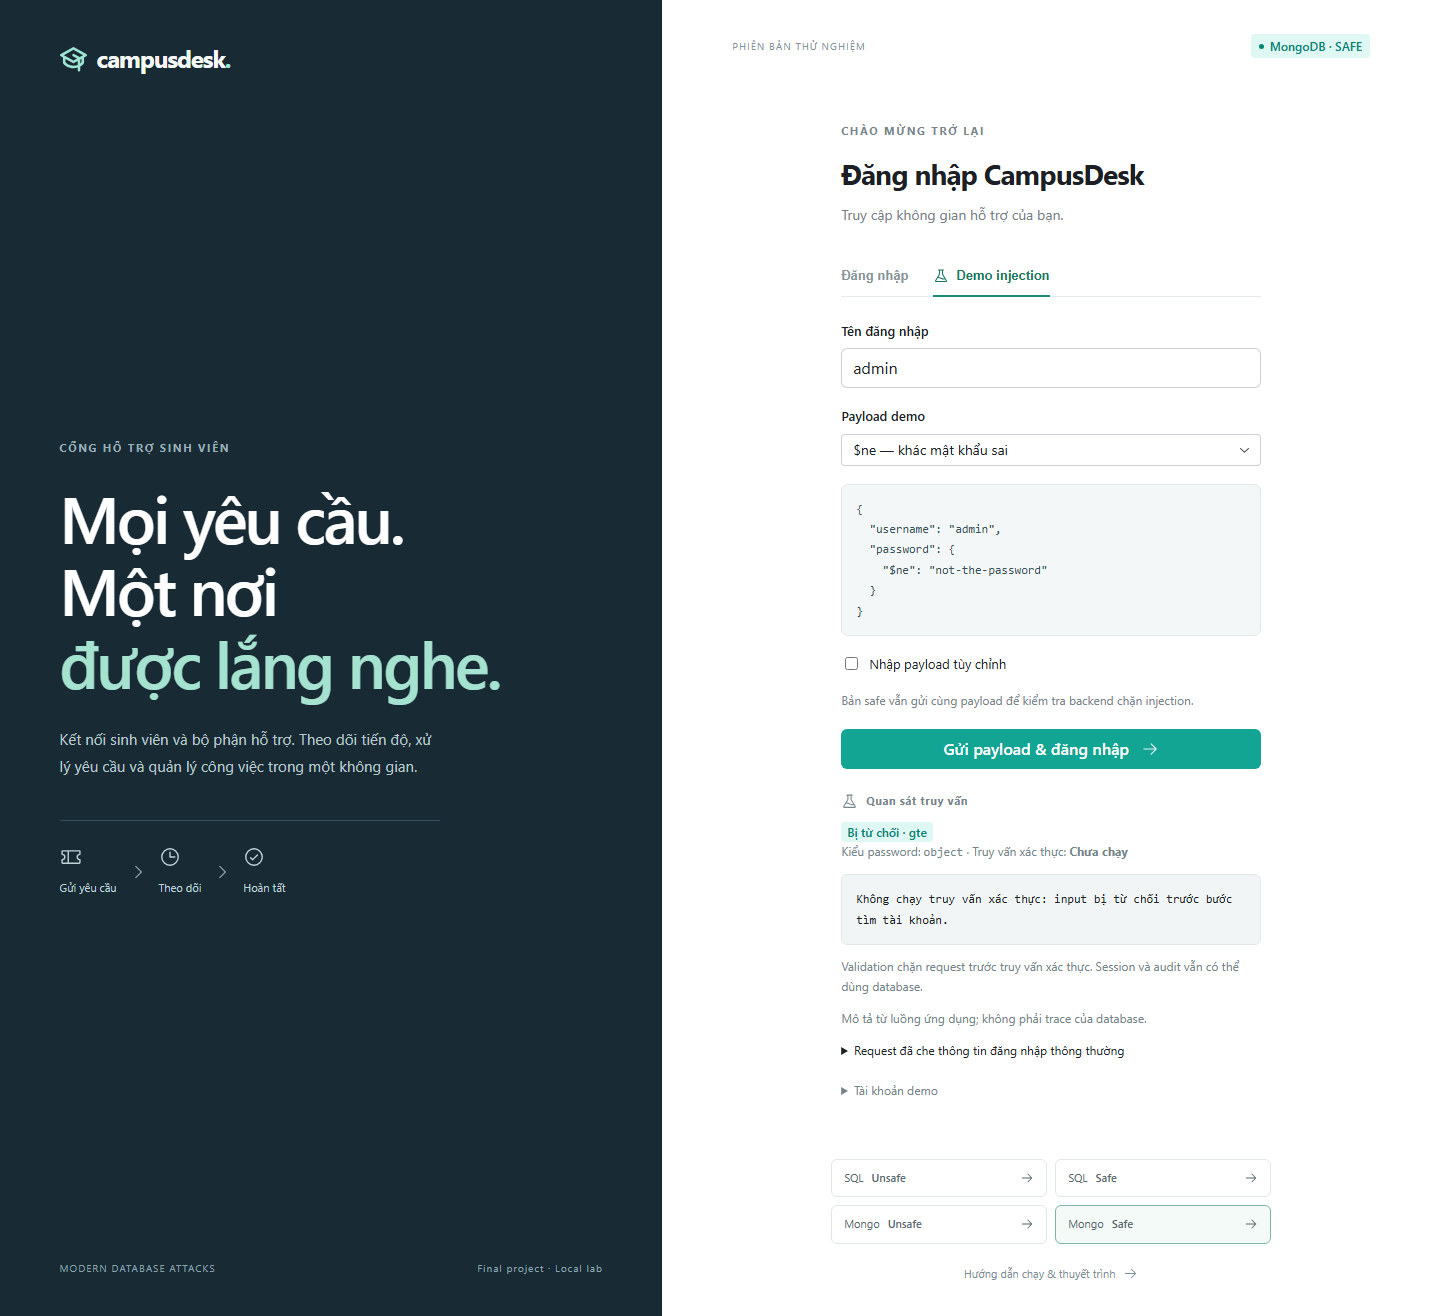 campusdesk.
CỔNG HỖ TRỢ SINH VIÊN
Mọi yêu cầu.
Một nơi
được lắng nghe.
Kết nối sinh viên và bộ phận hỗ trợ. Theo dõi tiến độ, xử
lý yêu cầu và quản lý công việc trong một không gian.
Gửi yêu cầu
Theo dõi
Hoàn tất
MODERN DATABASE ATTACKS
Final project · Local lab
PHIÊN BẢN THỬ NGHIỆM
MongoDB · SAFE
CHÀO MỪNG TRỞ LẠI
Đăng nhập CampusDesk
Truy cập không gian hỗ trợ của bạn.
Đăng nhập
Demo injection
Tên đăng nhập
admin
Payload demo
$ne — khác mật khẩu sai
{
"username": "admin",
"password": {
"$ne": "not-the-password"
}
}
Nhập payload tùy chỉnh
Bản safe vẫn gửi cùng payload để kiểm tra backend chặn injection.
Gửi payload & đăng nhập
Quan sát truy vấn
Bị từ chối · gte
Kiểu password: object · Truy vấn xác thực: Chưa chạy
Không chạy truy vấn xác thực: input bị từ chối trước bước
tìm tài khoản.
Validation chặn request trước truy vấn xác thực. Session và audit vẫn có thể
dùng database.
Mô tả từ luồng ứng dụng; không phải trace của database.
Request đã che thông tin đăng nhập thông thường
Tài khoản demo
SQL Unsafe
SQL Safe
Mongo Unsafe
Mongo Safe
Hướng dẫn chạy & thuyết trình